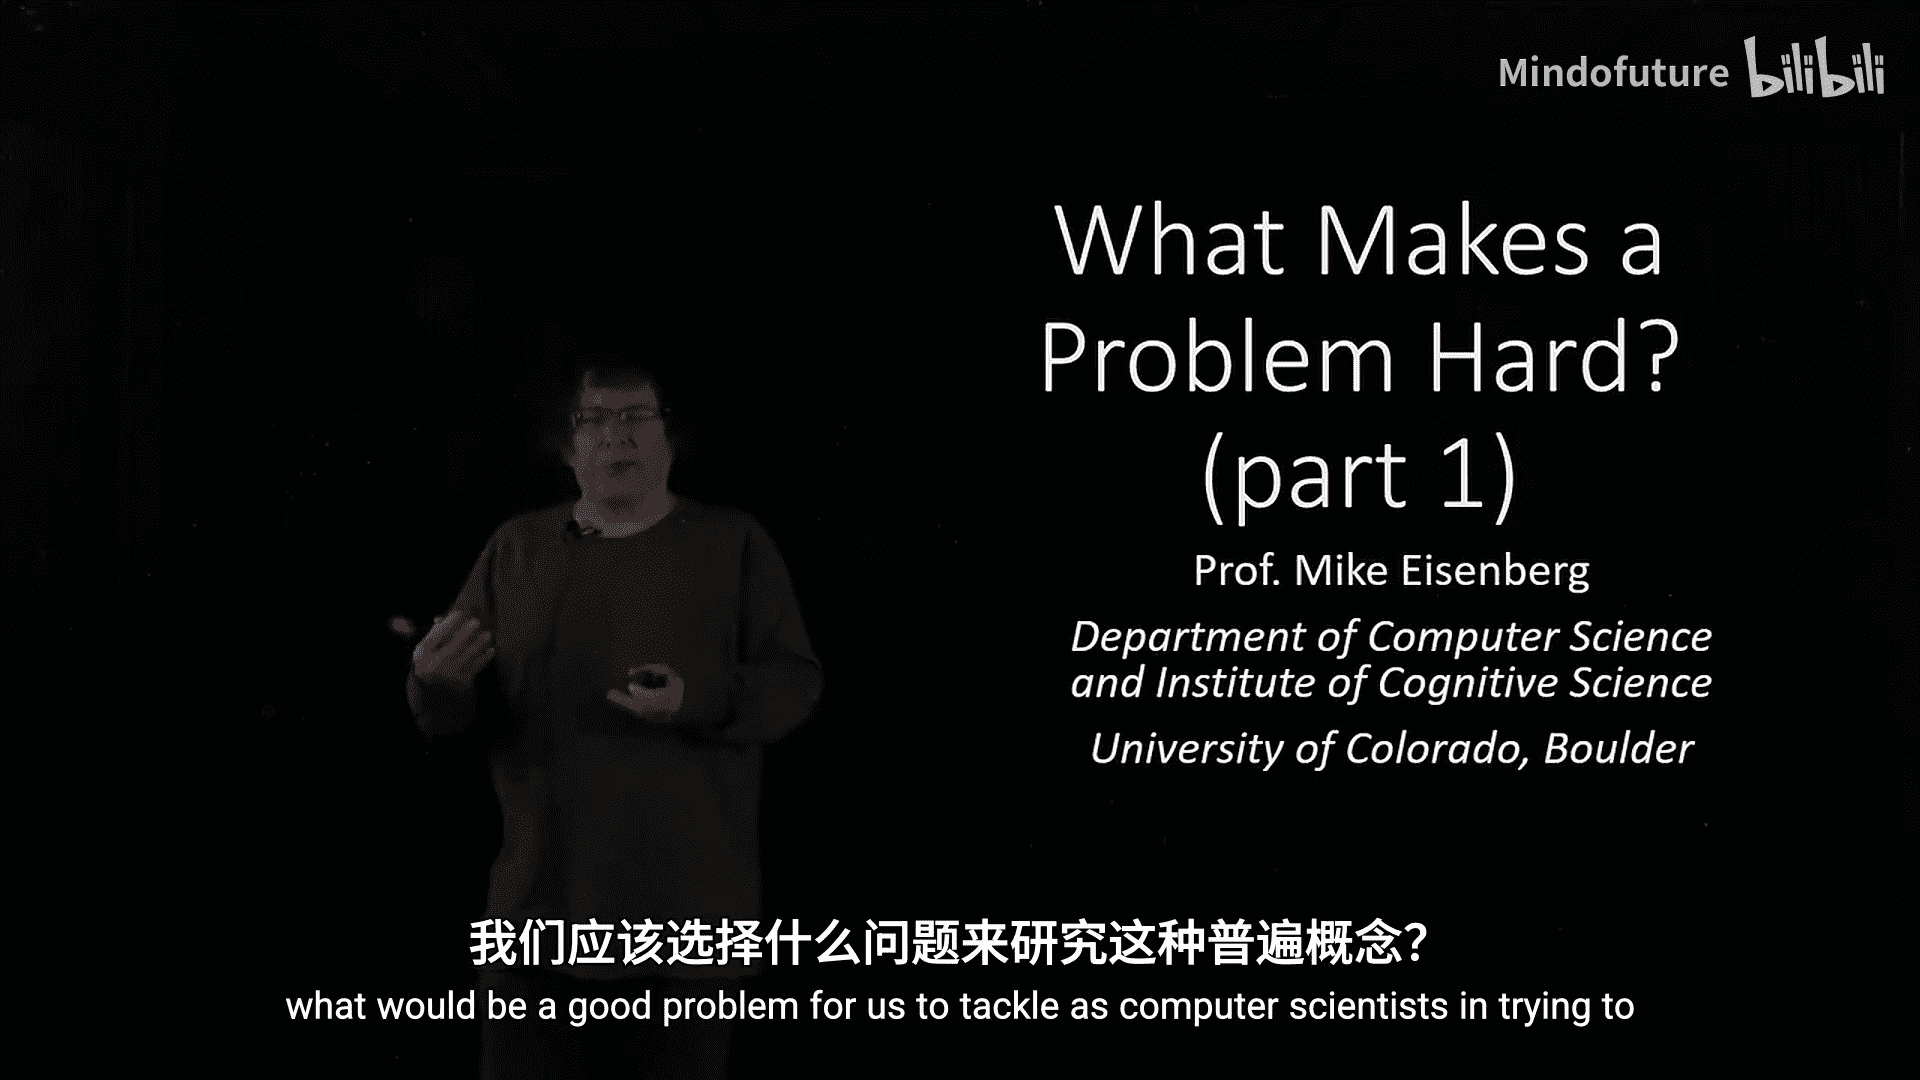 Mindofuture bilibili
What Makes a
Problem Hard?
(part 1)
Prof. Mike Eisenberg
Department of Computer Science
and Institute of Cognitive Science
University of Colorado, Boulder
我们应该选择什么问题来研究这种普遍概念?
what would be a good problem for us to tackle as computer scientists in trying to